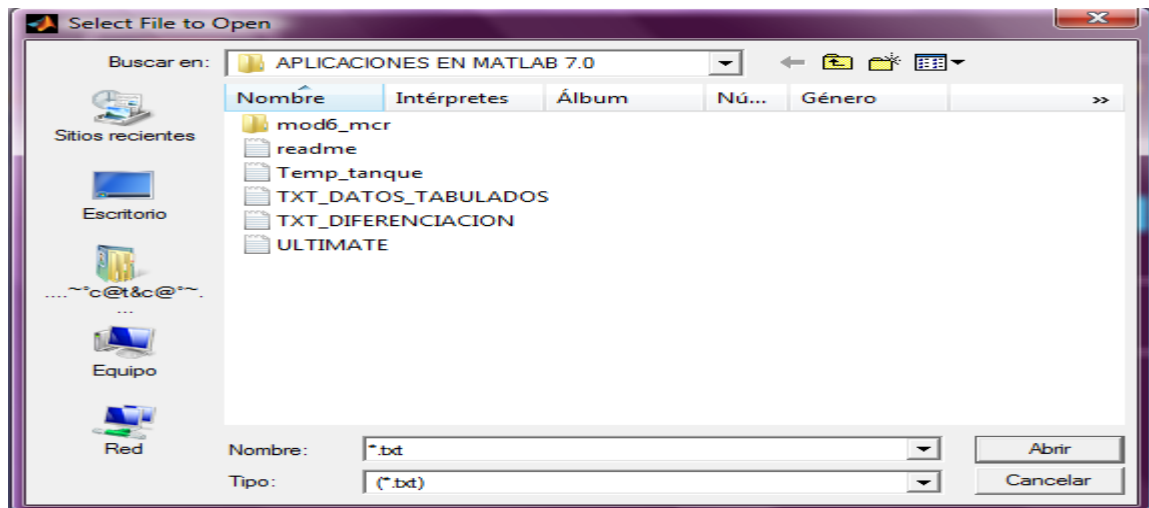 Select File to Open
Buscar en: APLICACIONES EN MATLAB 7.0
Nombre Intérpretes Álbum Nú... Género »
Sitios recientes
Escritorio
....~°c@t&c@°~.
...
Equipo
Red
mod6_mcr
readme
Temp_tanque
TXT_DATOS_TABULADOS
TXT_DIFERENCIACION
ULTIMATE
Nombre: *.txt Abrir
Tipo: (*.txt) Cancelar